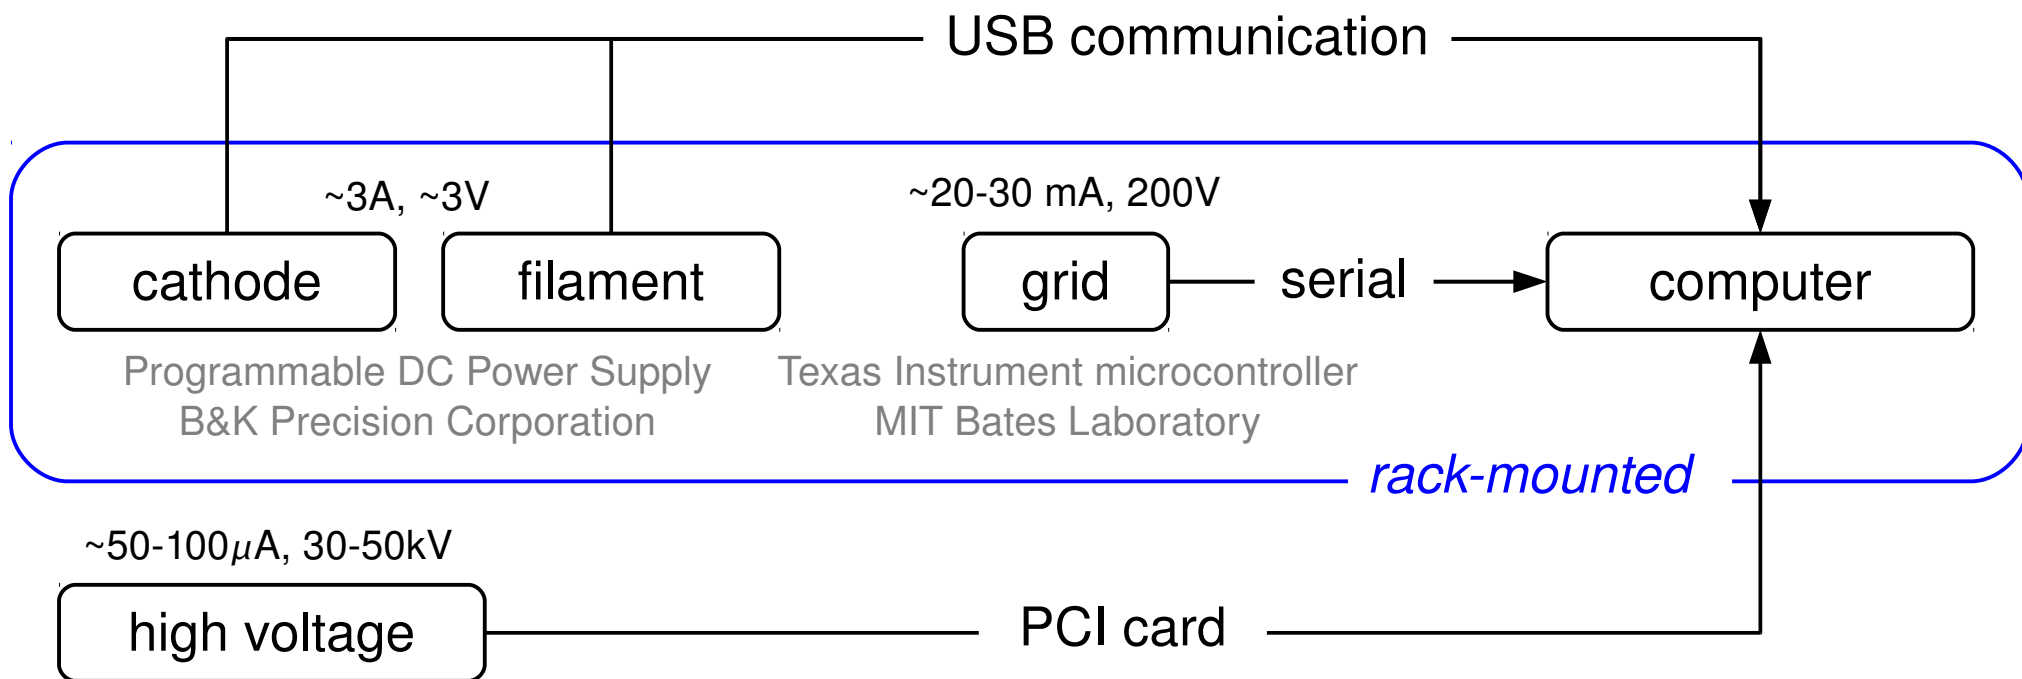 USB communication
~3A, ~3V
~20-30 mA, 200V
cathode
filament
grid
serial
computer
Programmable DC Power Supply
B&K Precision Corporation
Texas Instrument microcontroller
MIT Bates Laboratory
rack-mounted
~50-100μA, 30-50kV
high voltage
PCI card